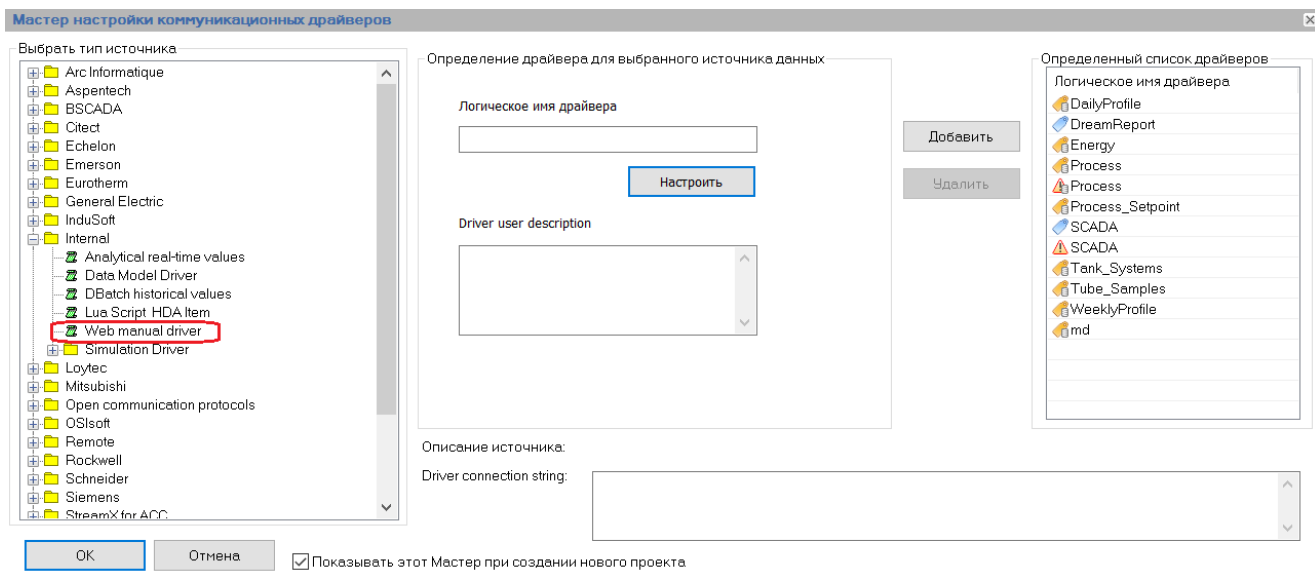 Мастер настройки коммуникационных драйверов
Выбрать тип источника
Arc Informatique
Aspentech
BSCADA
Citect
Echelon
Emerson
Eurotherm
General Electric
InduSoft
Internal
Analytical real-time values
Data Model Driver
DBatch historical values
Lua Script HDA Item
Web manual driver
Simulation Driver
Loytec
Mitsubishi
Open communication protocols
OSIsoft
Remote
Rockwell
Schneider
Siemens
StreamX for ACC
Определение драйвера для выбранного источника данных
Логическое имя драйвера
Настроить
Driver user description
Добавить
Удалить
Определенный список драйверов
Логическое имя драйвера
DailyProfile
DreamReport
Energy
Process
Process
Process_Setpoint
SCADA
SCADA
Tank_Systems
Tube_Samples
WeeklyProfile
md
Описание источника:
Driver connection string:
OK
Отмена
Показывать этот Мастер при создании нового проекта